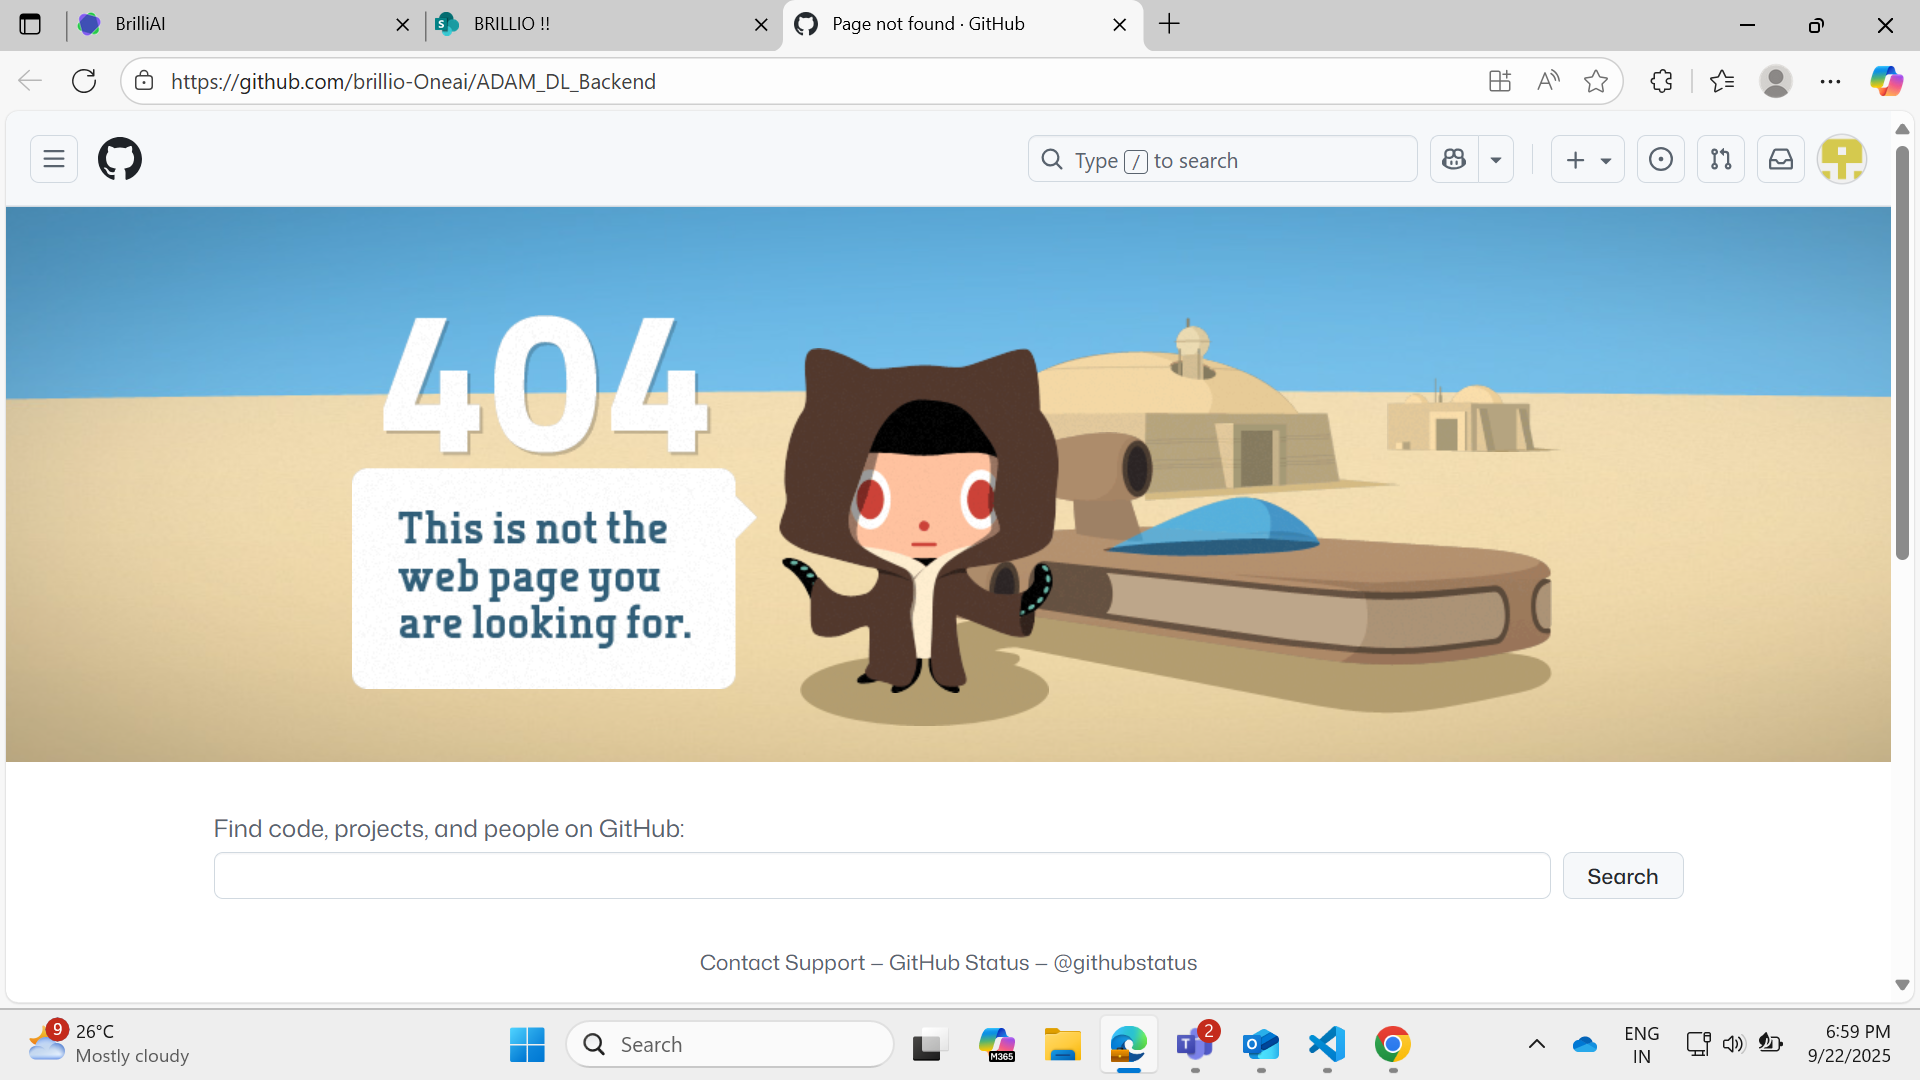 BrilliAI
BRILLIO !!
Page not found · GitHub
https://github.com/brillio-Oneai/ADAM_DL_Backend
Type / to search
404
This is not the
web page you
are looking for.
Find code, projects, and people on GitHub:
Search
Contact Support — GitHub Status — @githubstatus
9
26°C
Mostly cloudy
Search
M365
2
ENG
IN
6:59 PM
9/22/2025